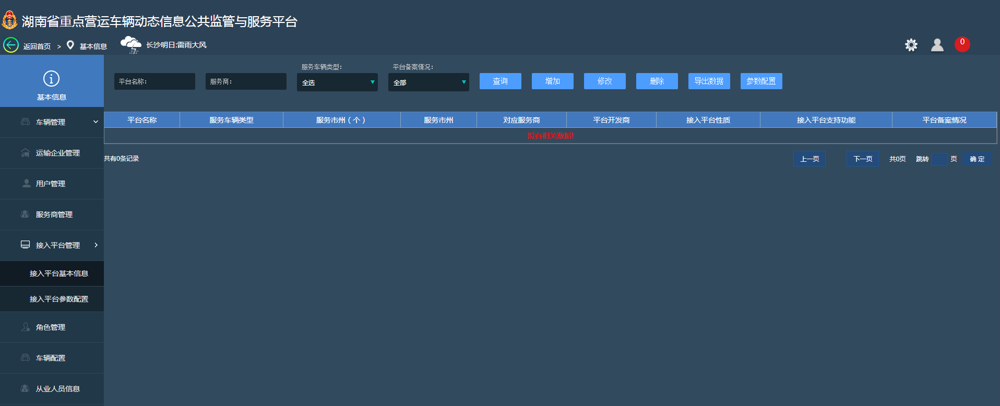 湖南省重点营运车辆动态信息公共监管与服务平台
返回首页 > 基本信息 长沙明日:雷雨大风
0
基本信息
车辆管理
运输企业管理
用户管理
服务商管理
接入平台管理
接入平台基本信息
接入平台参数配置
角色管理
车辆配置
从业人员信息
服务车辆类型: 平台备案情况:
平台名称: 服务商: 全选 全部 查询 增加 修改 删除 导出数据 参数配置
平台名称 服务车辆类型 服务市州（个） 服务市州 对应服务商 平台开发商 接入平台性质 接入平台支持功能 平台备案情况
没有相关数据!
共有0条记录 上一页 下一页 共0页 跳转 页 确 定